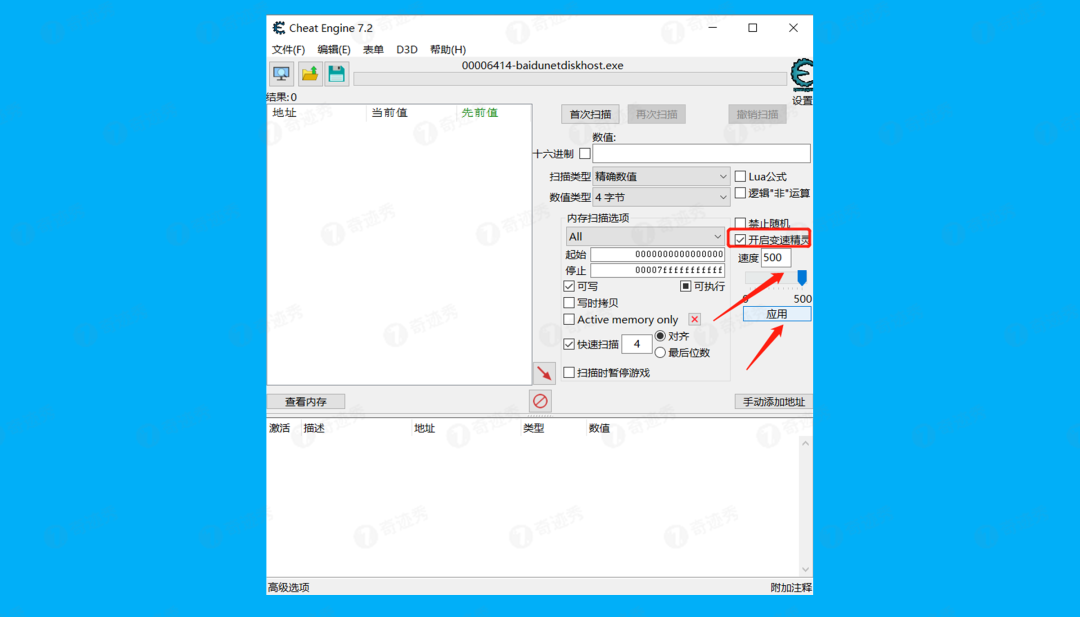 Cheat Engine 7.2
文件(F) 编辑(E) 表单 D3D 帮助(H)
00006414-baidunetdiskhost.exe
设置
结果:0
地址 当前值 先前值
首次扫描 再次扫描 撤销扫描
数值:
十六进制
扫描类型 精确数值 Lua公式
数值类型 4 字节 逻辑"非"运算
内存扫描选项
禁止随机
All
开启变速精灵
起始 0000000000000000
速度 500
停止 00007fffffffffff
可写 可执行
0 500
写时拷贝
应用
Active memory only
快速扫描 4 对齐
最后位数
扫描时暂停游戏
查看内存 手动添加地址
激活 描述 地址 类型 数值
高级选项 附加注释
奇迹秀